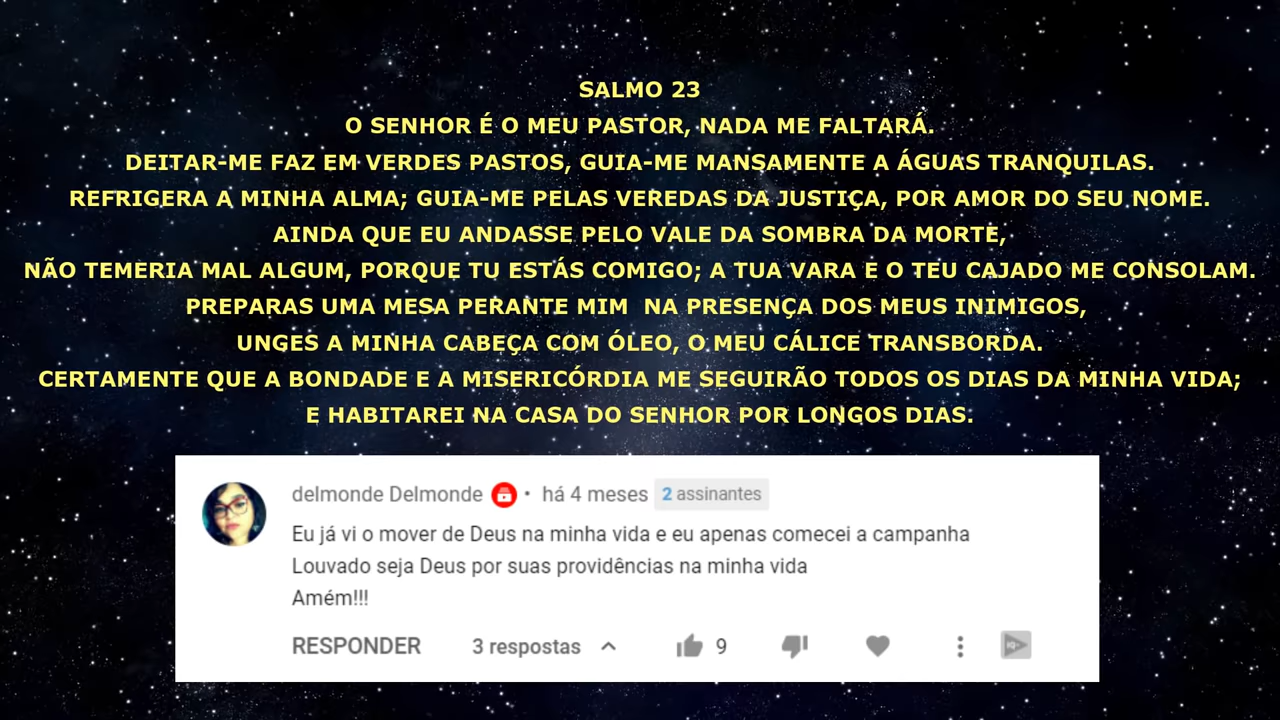 SALMO 23
O SENHOR É O MEU PASTOR, NADA ME FALTARÁ.
DEITAR-ME FAZ EM VERDES PASTOS, GUIA-ME MANSAMENTE A ÁGUAS TRANQUILAS.
REFRIGERA A MINHA ALMA; GUIA-ME PELAS VEREDAS DA JUSTIÇA, POR AMOR DO SEU NOME.
AINDA QUE EU ANDASSE PELO VALE DA SOMBRA DA MORTE,
NÃO TEMERIA MAL ALGUM, PORQUE TU ESTÁS COMIGO; A TUA VARA E O TEU CAJADO ME CONSOLAM.
PREPARAS UMA MESA PERANTE MIM  NA PRESENÇA DOS MEUS INIMIGOS,
UNGES A MINHA CABEÇA COM ÓLEO, O MEU CÁLICE TRANSBORDA.
CERTAMENTE QUE A BONDADE E A MISERICÓRDIA ME SEGUIRÃO TODOS OS DIAS DA MINHA VIDA;
E HABITAREI NA CASA DO SENHOR POR LONGOS DIAS.
delmonde Delmonde • há 4 meses 2 assinantes
Eu já vi o mover de Deus na minha vida e eu apenas comecei a campanha
Louvado seja Deus por suas providências na minha vida
Amém!!!
RESPONDER 3 respostas 9